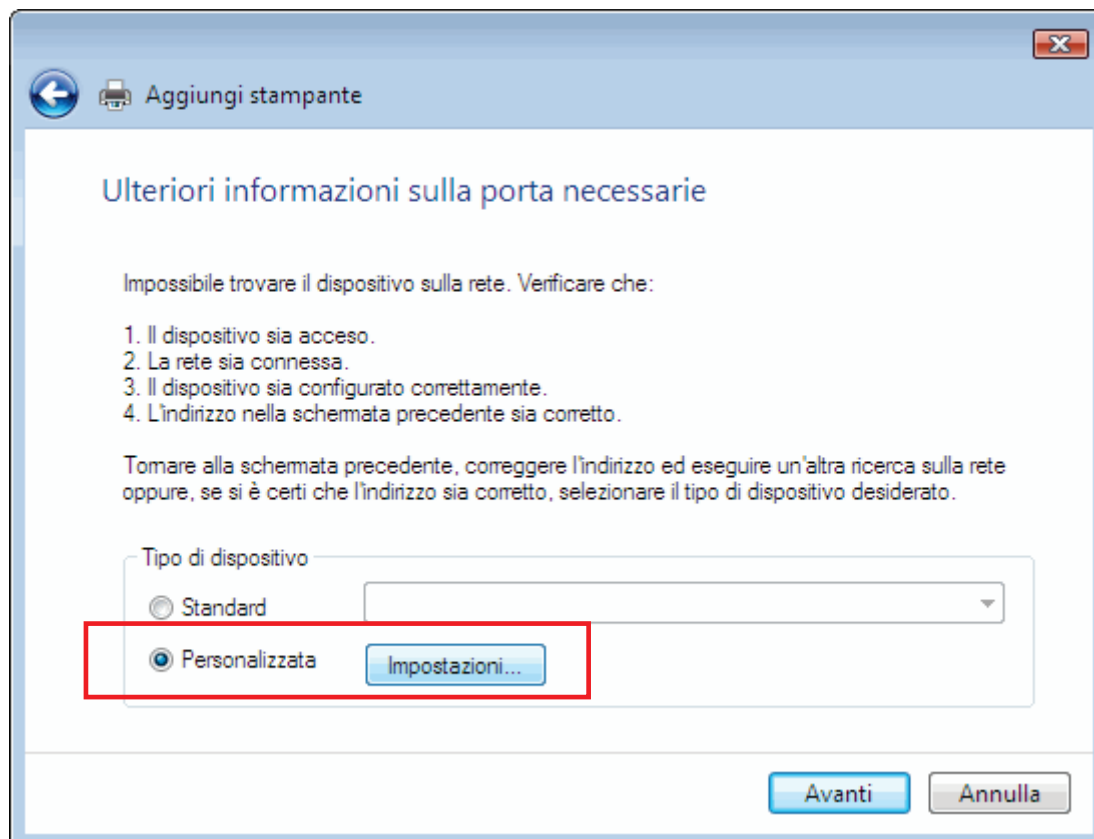 Aggiungi stampante
Ulteriori informazioni sulla porta necessarie
Impossibile trovare il dispositivo sulla rete. Verificare che:
1. Il dispositivo sia acceso.
2. La rete sia connessa.
3. Il dispositivo sia configurato correttamente.
4. L'indirizzo nella schermata precedente sia corretto.
Tornare alla schermata precedente, correggere l'indirizzo ed eseguire un'altra ricerca sulla rete
oppure, se si è certi che l'indirizzo sia corretto, selezionare il tipo di dispositivo desiderato.
Tipo di dispositivo
Standard
Personalizzata Impostazioni...
Avanti Annulla